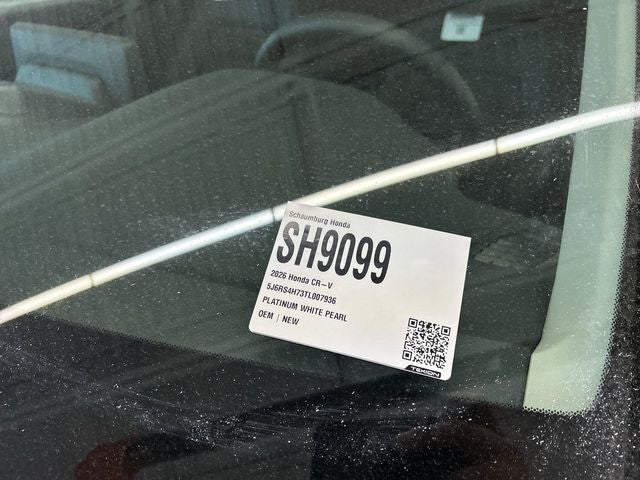 Schaumburg Honda
SH9099
2026 Honda CR-V
5J6RS4H73TL007936
PLATINUM WHITE PEARL
OEM | NEW
TEKION